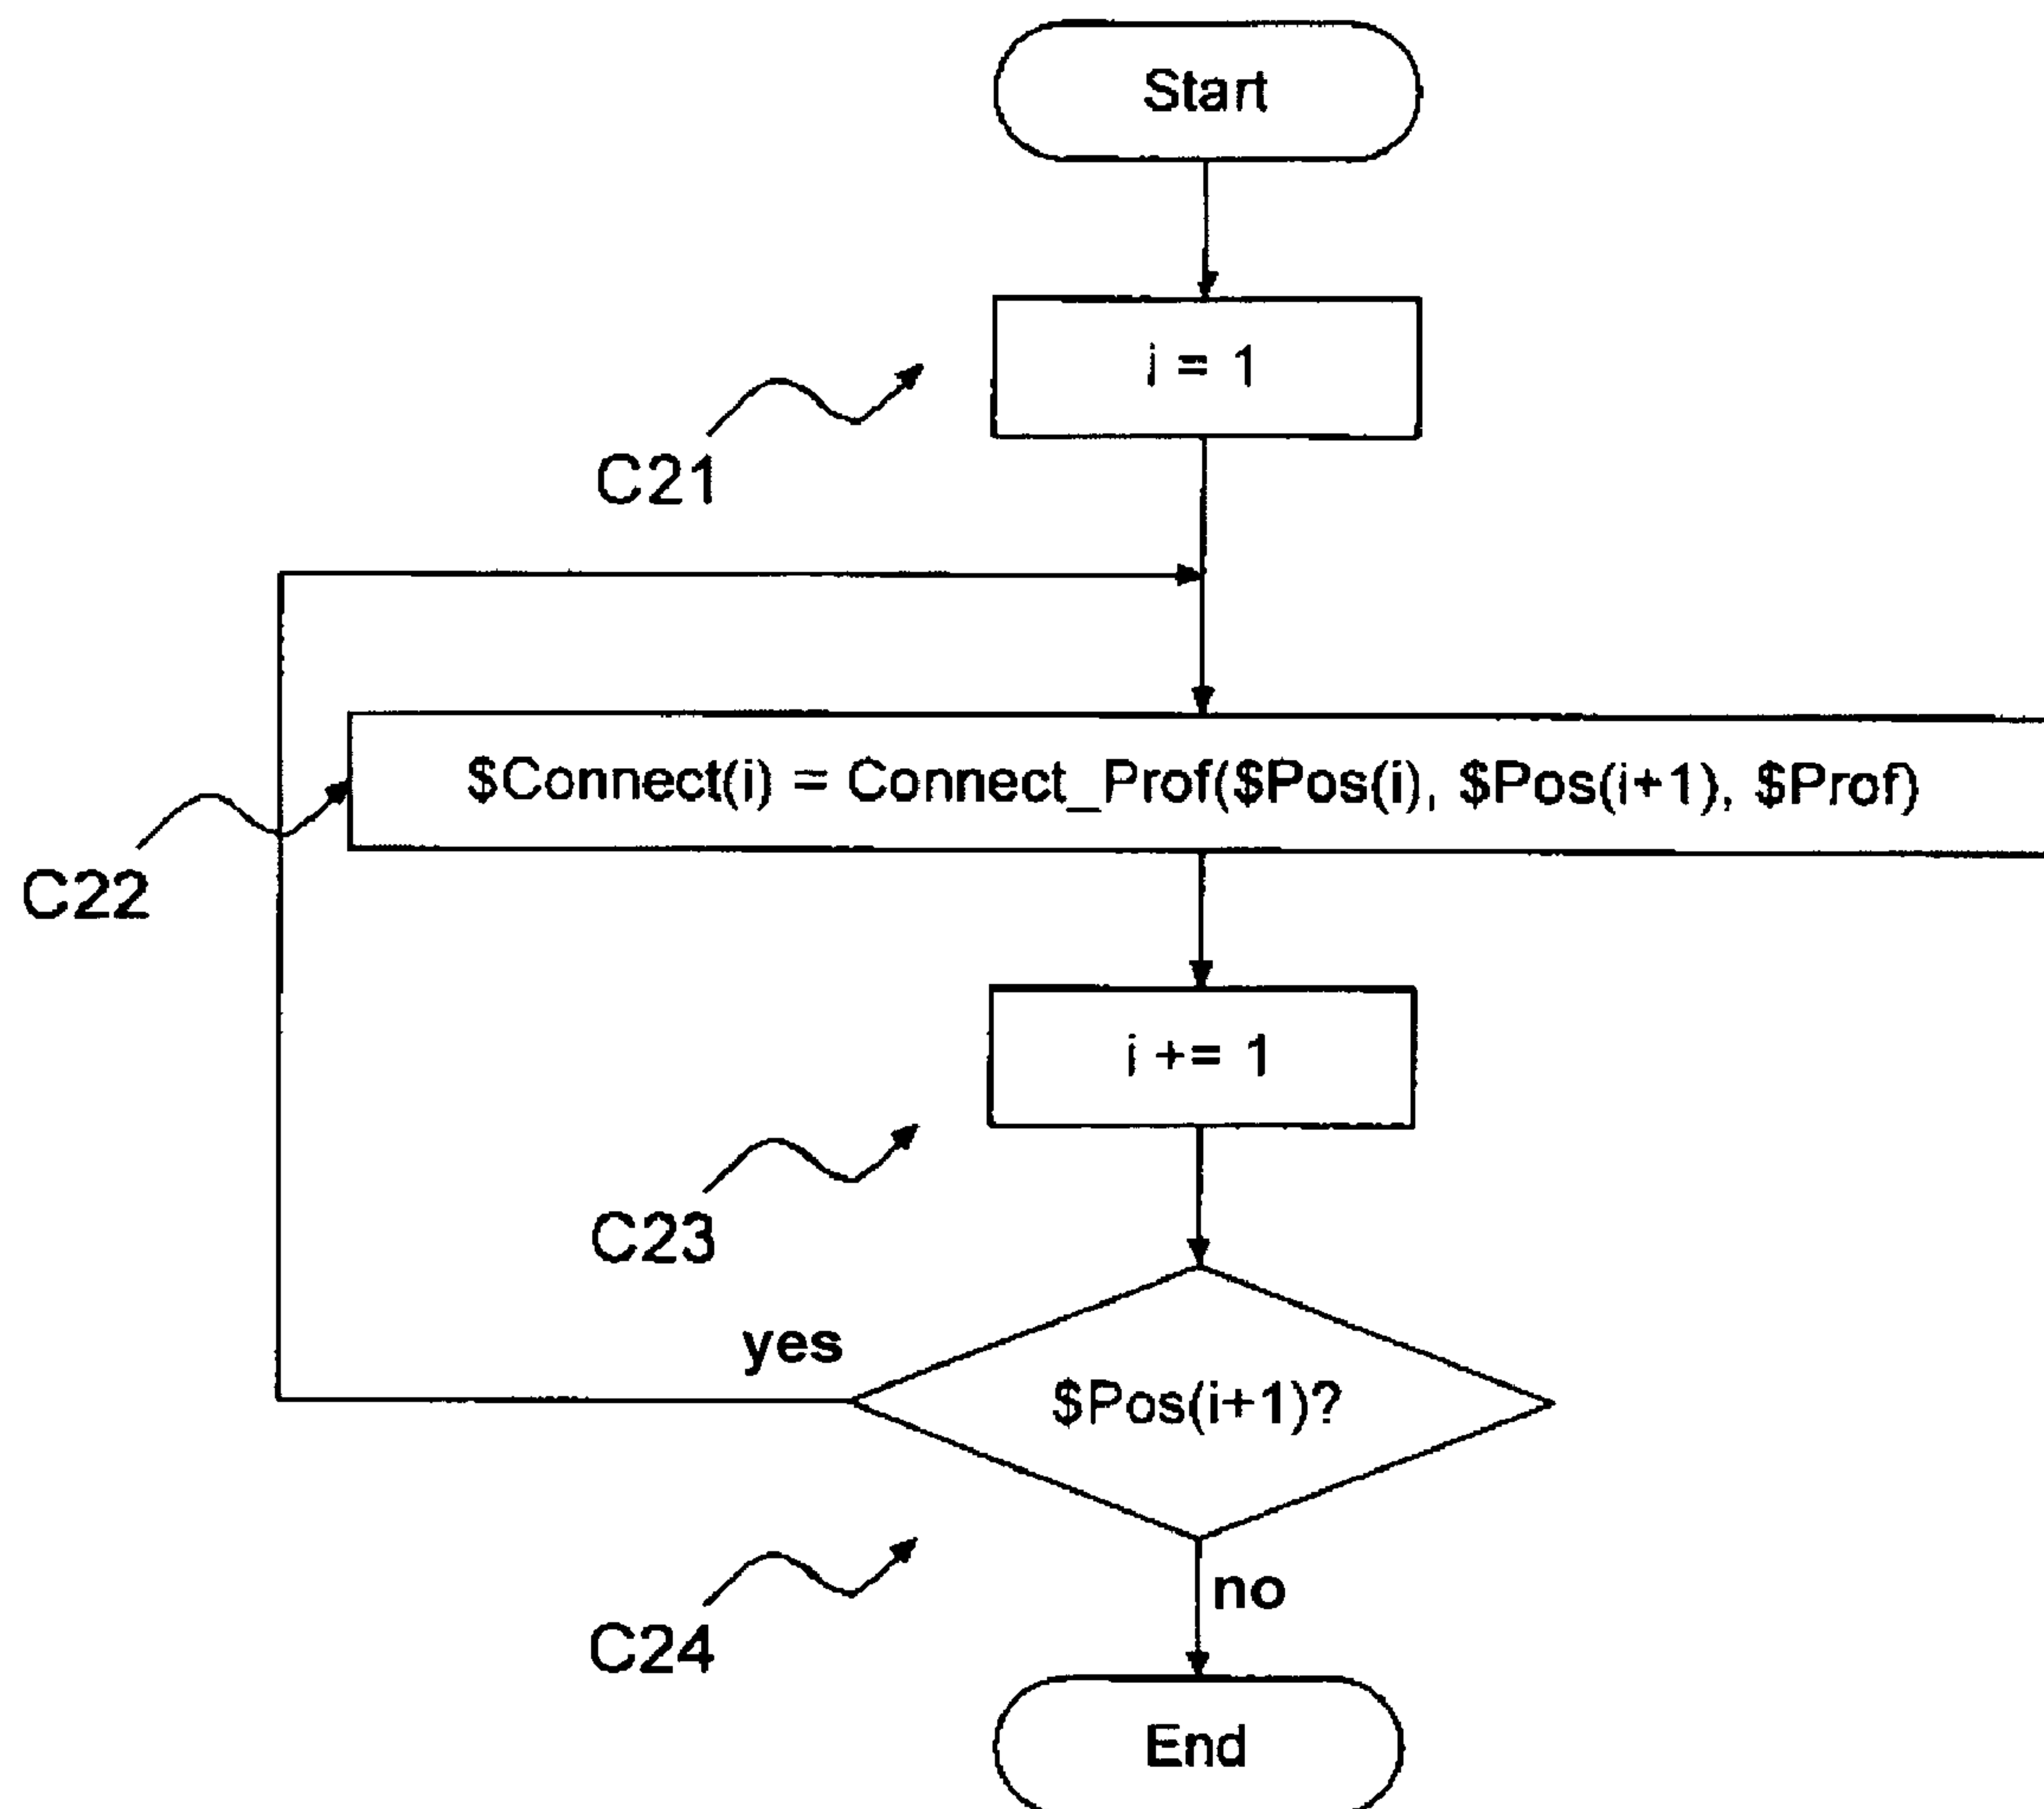 Start
i = 1
C21
$Connect(i) = Connect_Prof($Pos(i), $Pos(i+1), $Prof)
C22
i += 1
C23
yes
$Pos(i+1)?
no
C24
End